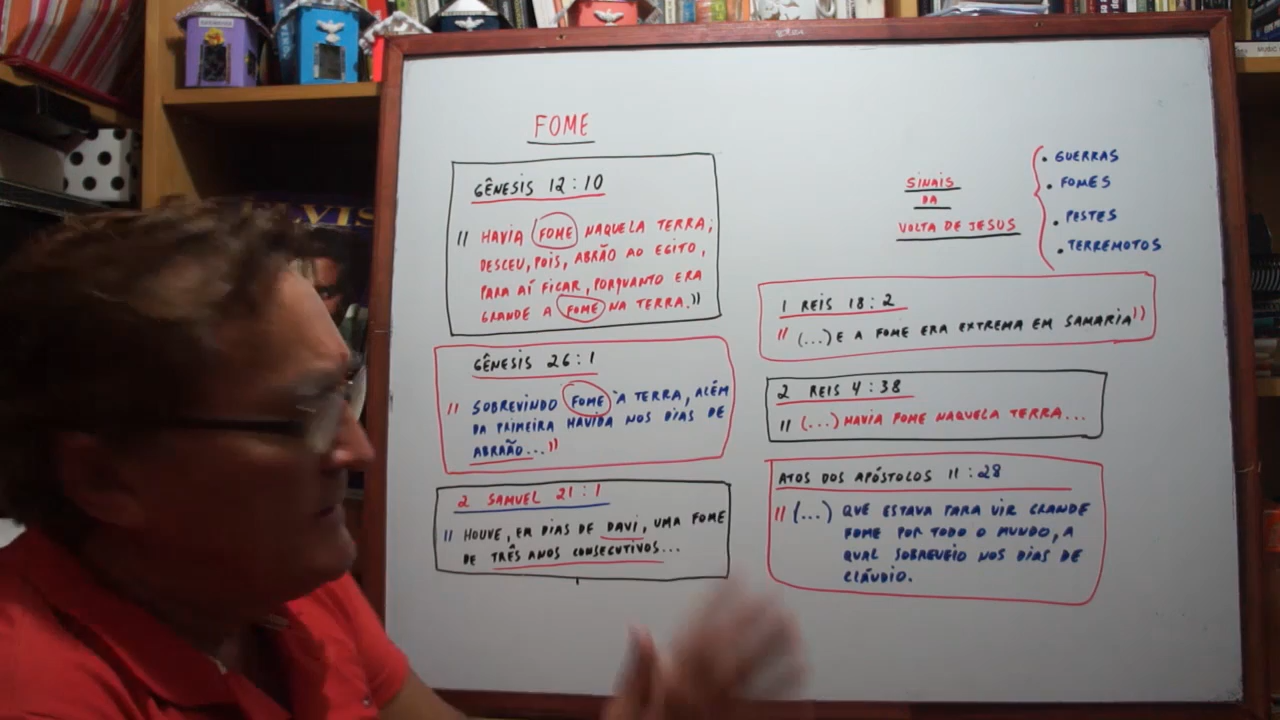 FOME
GÊNESIS 12:10
" HAVIA FOME NAQUELA TERRA;
DESCEU, POIS, ABRÃO AO EGITO,
PARA AÍ FICAR, PORQUANTO ERA
GRANDE A FOME NA TERRA."
GÊNESIS 26:1
" SOBREVINDO FOME À TERRA, ALÉM
DA PRIMEIRA HAVIDA NOS DIAS DE
ABRAÃO..."
2 SAMUEL 21:1
" HOUVE, EM DIAS DE DAVI, UMA FOME
DE TRÊS ANOS CONSECUTIVOS...
SINAIS
DA
VOLTA DE JESUS
• GUERRAS
• FOMES
• PESTES
• TERREMOTOS
1 REIS 18:2
" (...) E A FOME ERA EXTREMA EM SAMARIA"
2 REIS 4:38
" (...) HAVIA FOME NAQUELA TERRA...
ATOS DOS APÓSTOLOS 11:28
" (...) QUE ESTAVA PARA VIR GRANDE
FOME POR TODO O MUNDO, A
QUAL SOBREVEIO NOS DIAS DE
CLÁUDIO.